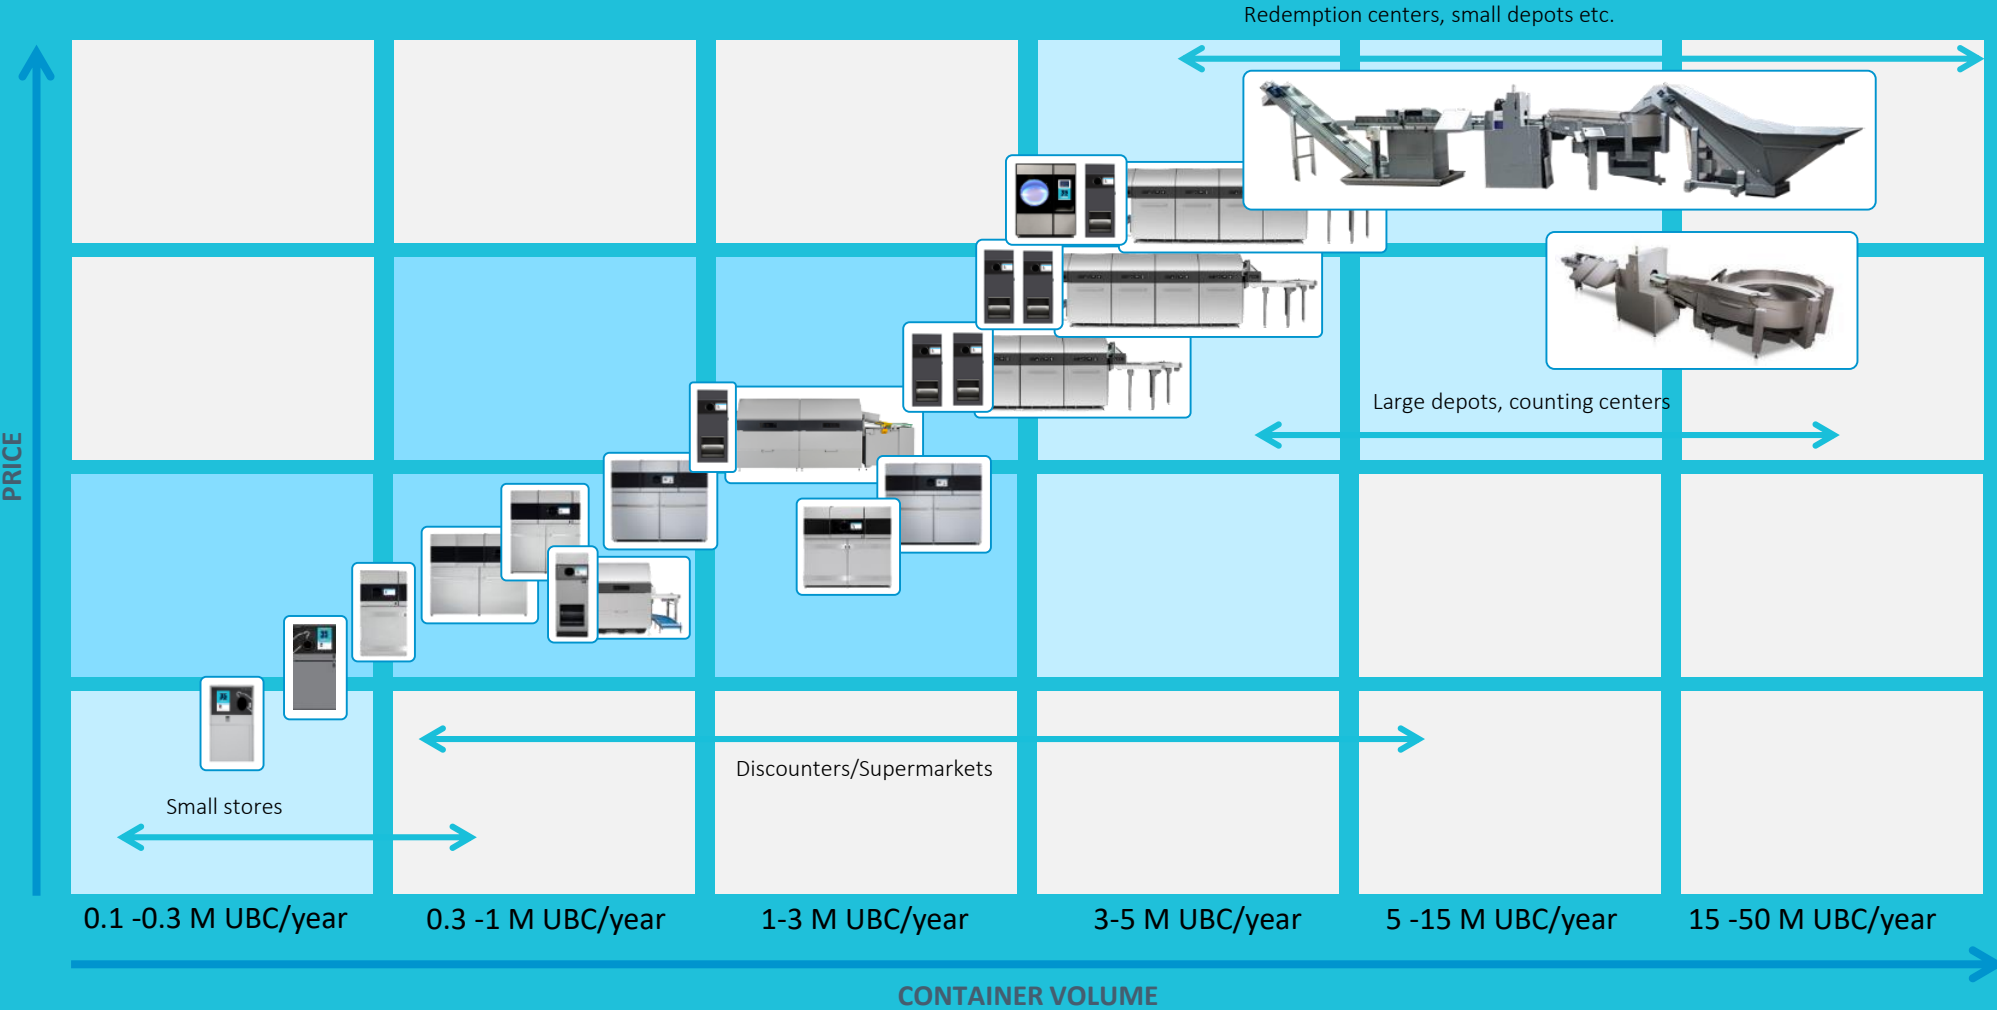 Redemption centers, small depots etc.
PRICE
Large depots, counting centers
Discounters/Supermarkets
Small stores
0.1 -0.3 M UBC/year
0.3 -1 M UBC/year
1-3 M UBC/year
3-5 M UBC/year
5 -15 M UBC/year
15 -50 M UBC/year
CONTAINER VOLUME